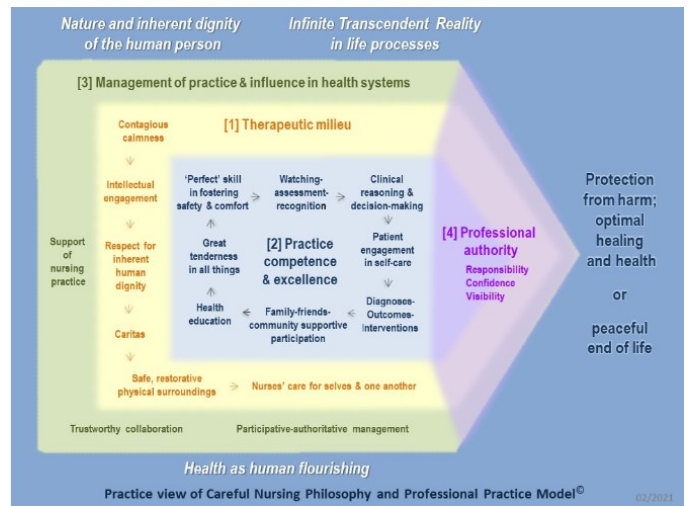 Nature and inherent dignity
of the human person
Infinite Transcendent Reality
in life processes
[3] Management of practice & influence in health systems
Contagious
calmness
[1] Therapeutic milieu
Intellectual
engagement
Respect for
inherent
human
dignity
Caritas
Safe, restorative
physical surroundings
Nurses' care for selves & one another
Support
of
nursing
practice
Trustworthy collaboration
Participative-authoritative management
'Perfect' skill
in fostering
safety & comfort
Watching-
assessment-
recognition
Clinical
reasoning &
decision-making
Great
tenderness
in all things
[2] Practice
competence
& excellence
Patient
engagement
in self-care
Health
education
Family-friends-
community supportive
participation
Diagnoses-
Outcomes-
Interventions
[4] Professional
authority
Responsibility
Confidence
Visibility
Protection
from harm;
optimal
healing
and health
or
peaceful
end of life
Health as human flourishing
Practice view of Careful Nursing Philosophy and Professional Practice Model©
02/2021